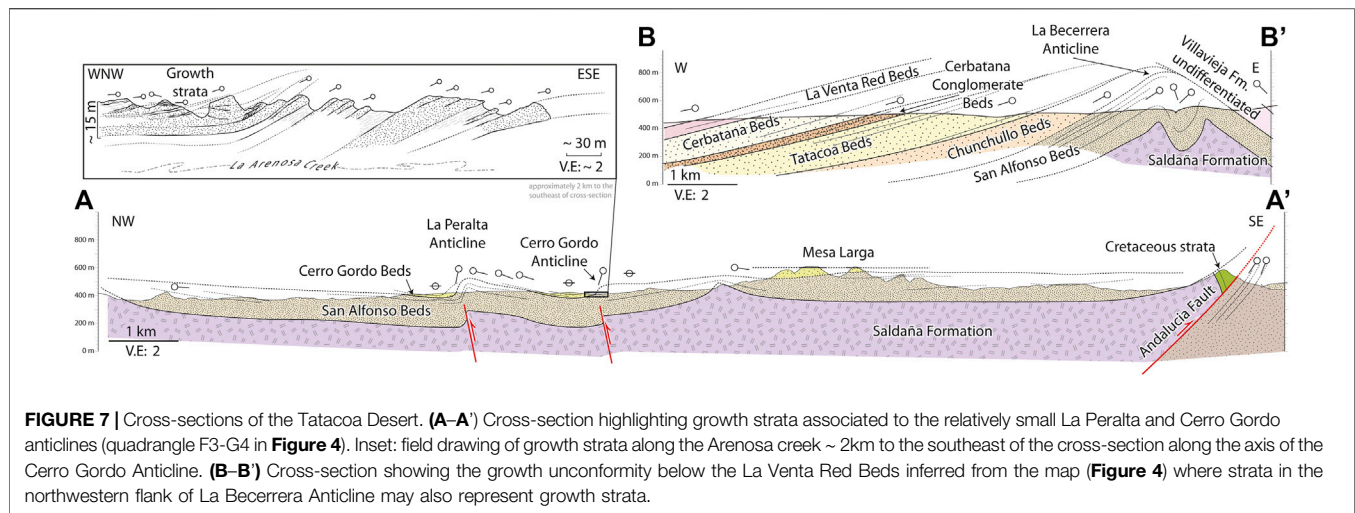 WNW
Growth
strata
ESE
~ 15 m
La Arenosa Creek
~ 30 m
V.E: ~ 2
approximately 2 km to the
southeast of cross-section
B
B'
W
E
La Becerrera
Anticline
Villavieja Fm.
undifferentiated
Cerbatana
Conglomerate
Beds
La Venta Red Beds
Cerbatana Beds
Tatacoa Beds
Chunchullo Beds
San Alfonso Beds
Saldaña Formation
800 m
600 m
400 m
200 m
0 m
1 km
V.E: 2
A
A'
NW
SE
La Peralta
Anticline
Cerro Gordo
Anticline
Mesa Larga
Cretaceous strata
Cerro Gordo Beds
San Alfonso Beds
Saldaña Formation
Andalucia Fault
800 m
600 m
400 m
200 m
0 m
1 km
V.E: 2
FIGURE 7 | Cross-sections of the Tatacoa Desert. (A–A') Cross-section highlighting growth strata associated to the relatively small La Peralta and Cerro Gordo
anticlines (quadrangle F3-G4 in Figure 4). Inset: field drawing of growth strata along the Arenosa creek ~ 2km to the southeast of the cross-section along the axis of the
Cerro Gordo Anticline. (B–B') Cross-section showing the growth unconformity below the La Venta Red Beds inferred from the map (Figure 4) where strata in the
northwestern flank of La Becerrera Anticline may also represent growth strata.